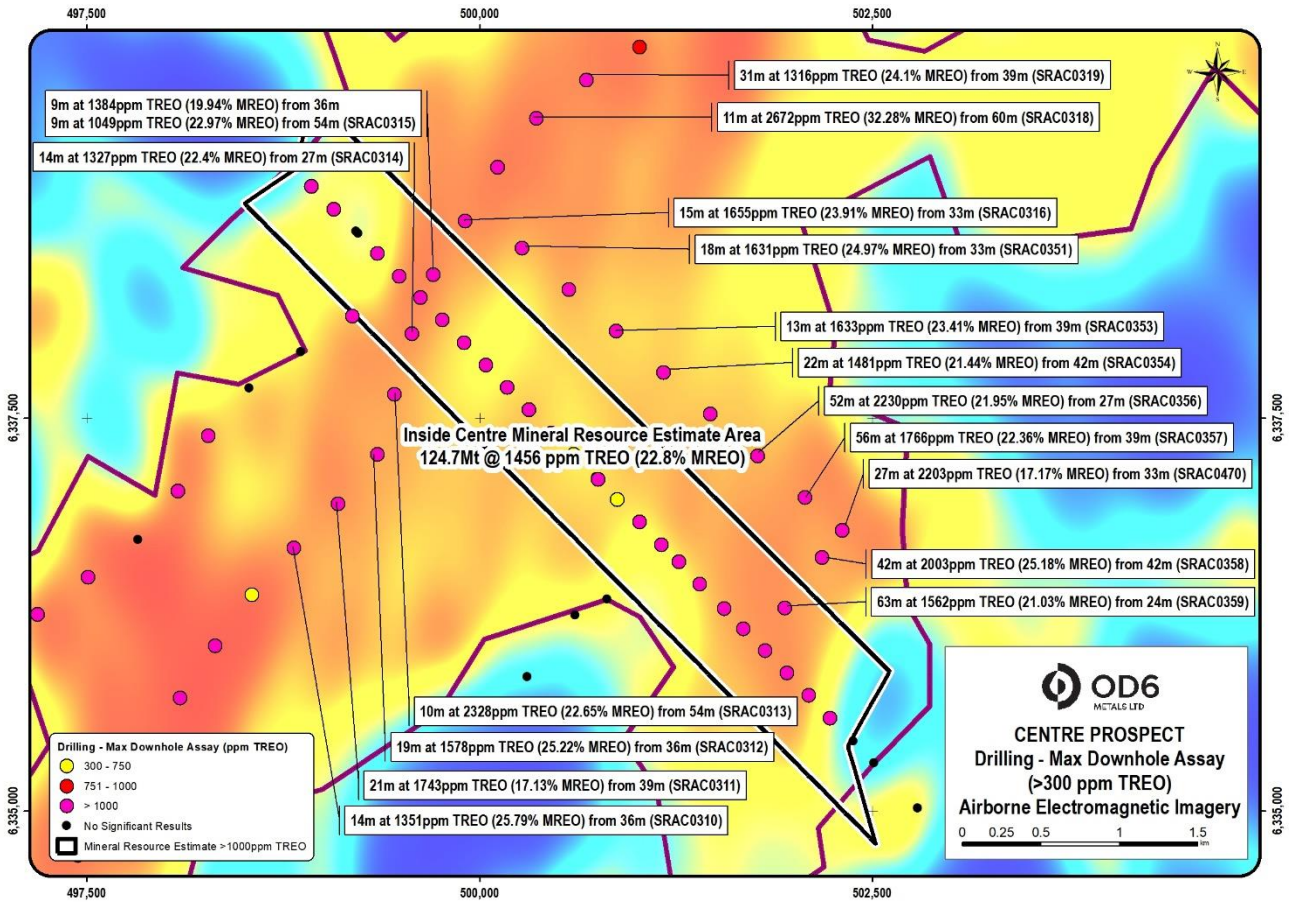 497,500
500,000
502,500
N
W
E
S
31m at 1316ppm TREO (24.1% MREO) from 39m (SRAC0319)
9m at 1384ppm TREO (19.94% MREO) from 36m
9m at 1049ppm TREO (22.97% MREO) from 54m (SRAC0315)
11m at 2672ppm TREO (32.28% MREO) from 60m (SRAC0318)
14m at 1327ppm TREO (22.4% MREO) from 27m (SRAC0314)
15m at 1655ppm TREO (23.91% MREO) from 33m (SRAC0316)
18m at 1631ppm TREO (24.97% MREO) from 33m (SRAC0351)
13m at 1633ppm TREO (23.41% MREO) from 39m (SRAC0353)
22m at 1481ppm TREO (21.44% MREO) from 42m (SRAC0354)
52m at 2230ppm TREO (21.95% MREO) from 27m (SRAC0356)
6,337,500
6,337,500
Inside Centre Mineral Resource Estimate Area
124.7Mt @ 1456 ppm TREO (22.8% MREO)
56m at 1766ppm TREO (22.36% MREO) from 39m (SRAC0357)
27m at 2203ppm TREO (17.17% MREO) from 33m (SRAC0470)
42m at 2003ppm TREO (25.18% MREO) from 42m (SRAC0358)
63m at 1562ppm TREO (21.03% MREO) from 24m (SRAC0359)
10m at 2328ppm TREO (22.65% MREO) from 54m (SRAC0313)
19m at 1578ppm TREO (25.22% MREO) from 36m (SRAC0312)
21m at 1743ppm TREO (17.13% MREO) from 39m (SRAC0311)
14m at 1351ppm TREO (25.79% MREO) from 36m (SRAC0310)
Drilling - Max Downhole Assay (ppm TREO)
300 - 750
751 - 1000
> 1000
No Significant Results
Mineral Resource Estimate >1000ppm TREO
OD6
METALS LTD
CENTRE PROSPECT
Drilling - Max Downhole Assay
(>300 ppm TREO)
Airborne Electromagnetic Imagery
0 0.25 0.5 1 1.5
km
6,335,000
6,335,000
497,500
500,000
502,500